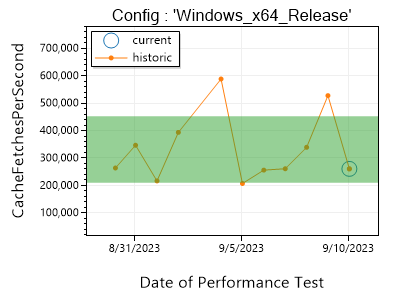 Config : 'Windows_x64_Release'
current
historic
700,000
600,000
500,000
400,000
300,000
200,000
100,000
CacheFetchesPerSecond
8/31/2023 9/5/2023 9/10/2023
Date of Performance Test